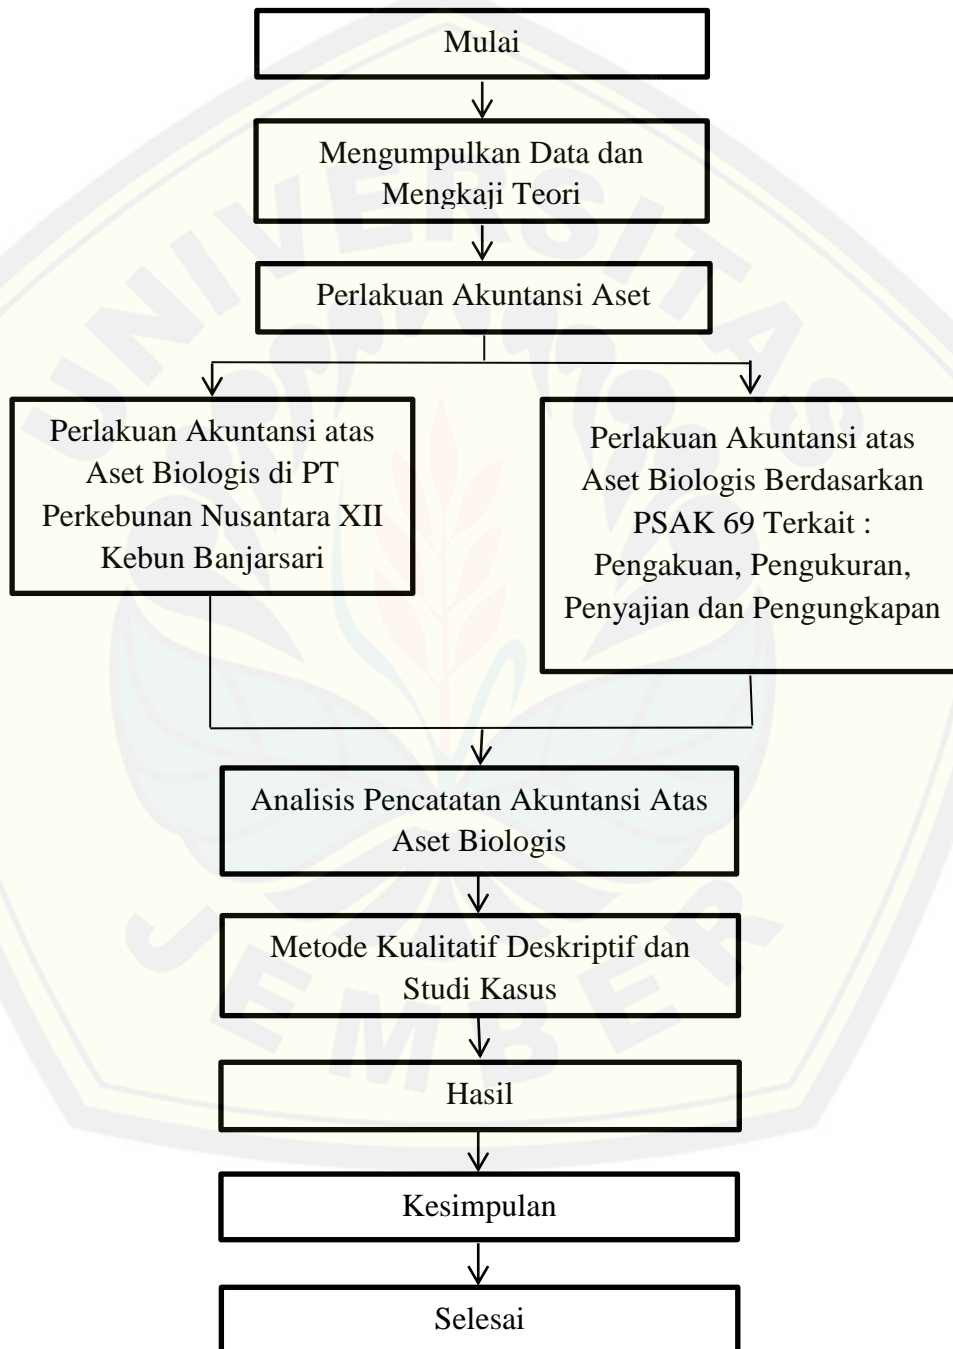 Mulai
Mengumpulkan Data dan
Mengkaji Teori
Perlakuan Akuntansi Aset
Perlakuan Akuntansi atas
Aset Biologis di PT
Perkebunan Nusantara XII
Kebun Banjarsari
Perlakuan Akuntansi atas
Aset Biologis Berdasarkan
PSAK 69 Terkait :
Pengakuan, Pengukuran,
Penyajian dan Pengungkapan
Analisis Pencatatan Akuntansi Atas
Aset Biologis
Metode Kualitatif Deskriptif dan
Studi Kasus
Hasil
Kesimpulan
Selesai
UNIVERSITAS
JEMBER